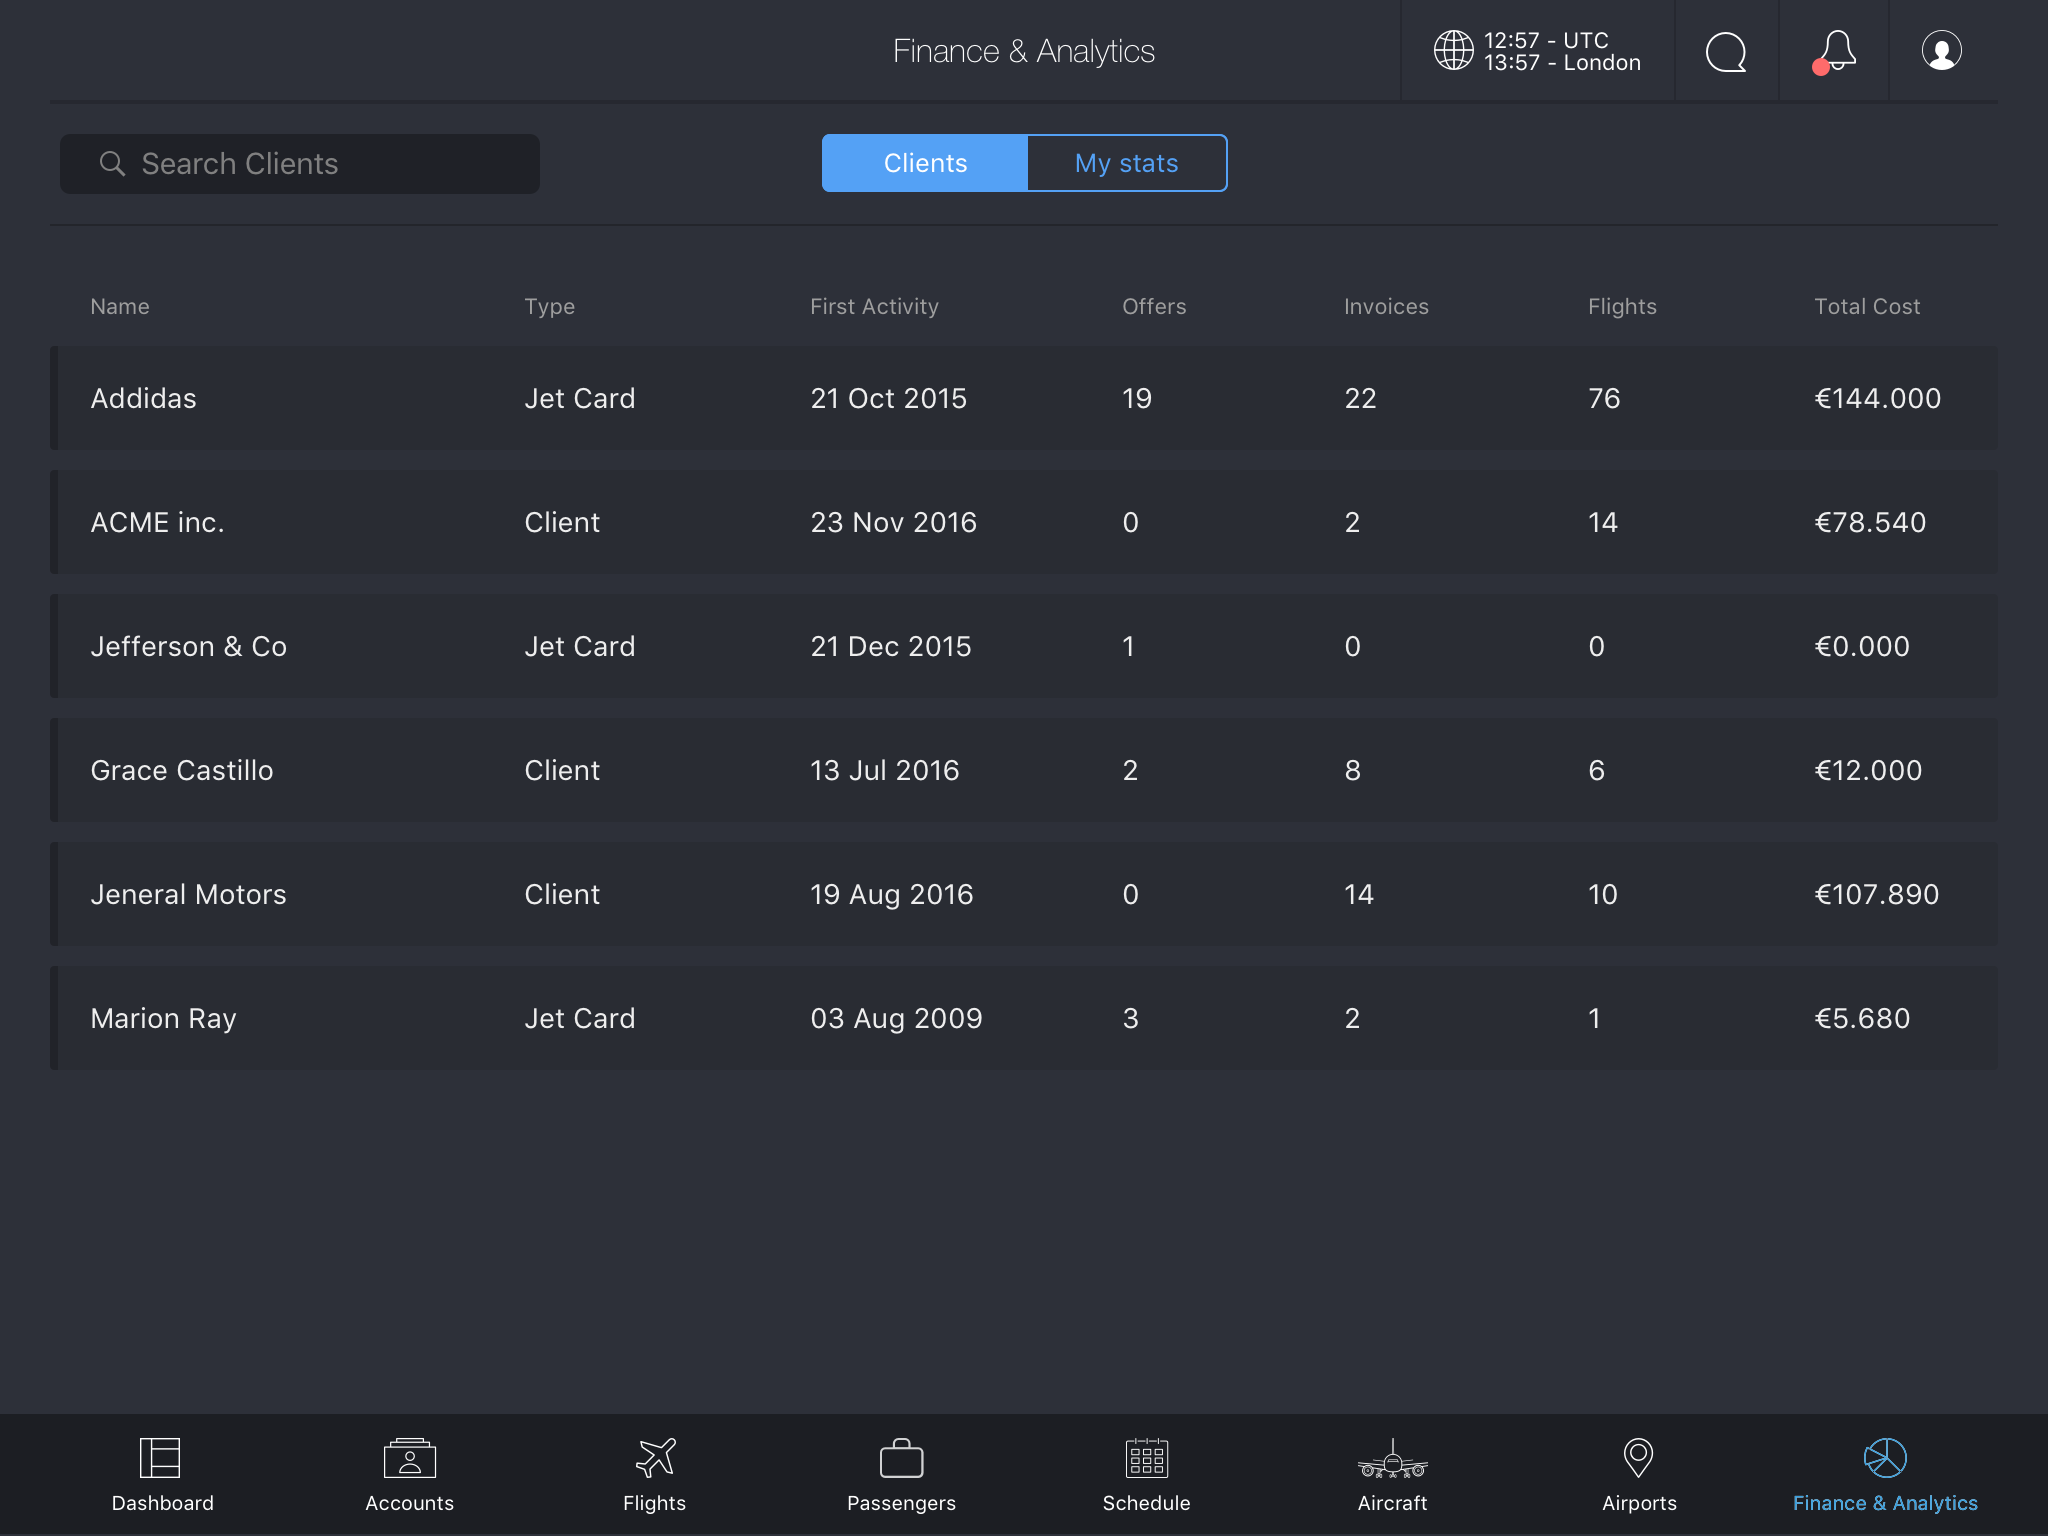 Finance & Analytics
12:57 - UTC
13:57 - London
Search Clients
Clients
My stats
Name Type First Activity Offers Invoices Flights Total Cost
Addidas Jet Card 21 Oct 2015 19 22 76 €144.000
ACME inc. Client 23 Nov 2016 0 2 14 €78.540
Jefferson & Co Jet Card 21 Dec 2015 1 0 0 €0.000
Grace Castillo Client 13 Jul 2016 2 8 6 €12.000
Jeneral Motors Client 19 Aug 2016 0 14 10 €107.890
Marion Ray Jet Card 03 Aug 2009 3 2 1 €5.680
Dashboard Accounts Flights Passengers Schedule Aircraft Airports Finance & Analytics